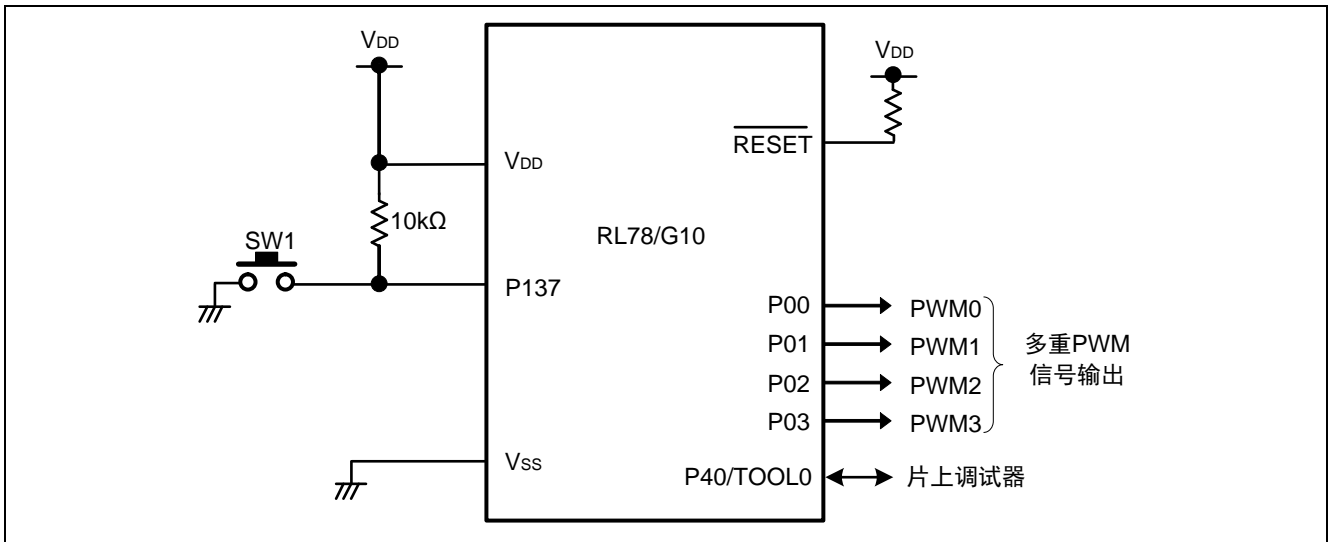 VDD
VDD
RESET
VDD
10kΩ
RL78/G10
SW1
P137
P00
PWM0
P01
PWM1
P02
PWM2
P03
PWM3
多重PWM
信号输出
VSS
P40/TOOL0
片上调试器